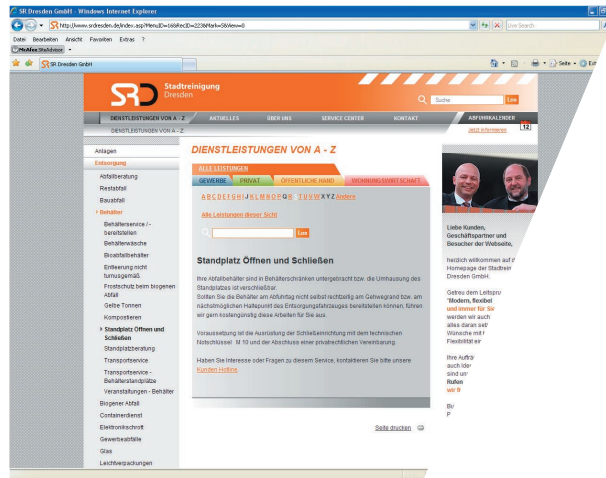 SR Dresden GmbH - Windows Internet Explorer
http://www.srdresden.de/index.asp?MenuID=16&RecID=223&Mark=S&View=0
Live Search
Datei Bearbeiten Ansicht Favoriten Extras ?
McAfee SiteAdvisor
SR Dresden GmbH
Seite
SRD Stadtreinigung
Dresden
Suche
Los
DIENSTLEISTUNGEN VON A - Z AKTUELLES ÜBER UNS SERVICE CENTER KONTAKT
ABFUHRKALENDER
DIENSTLEISTUNGEN VON A - Z
Jetzt informieren
12
Anlagen
Entsorgung
Abfallberatung
Restabfall
Bauabfall
Behälter
Behälterservice / -
bereitstellen
Behälterwäsche
Bioabfallbehälter
Entleerung nicht
turnusgemäß
Frostschutz beim biogenen
Abfall
Gelbe Tonnen
Kompostieren
Standplatz Öffnen und
Schließen
Standplatzberatung
Transportservice
Transportservice -
Behälterstandplätze
Veranstaltungen - Behälter
Biogener Abfall
Containerdienst
Elektronikschrott
Gewerbeabfälle
Glas
Leichtverpackungen
DIENSTLEISTUNGEN VON A - Z
ALLE LEISTUNGEN
GEWERBE PRIVAT ÖFFENTLICHE HAND WOHNUNGSWIRTSCHAFT
A B C D E F G H I J K L M N O P Q R S T U V W X Y Z Andere
Alle Leistungen dieser Sicht
Los
Standplatz Öffnen und Schließen
Ihre Abfallbehälter sind in Behälterschränken untergebracht bzw. die Umhausung des
Standplatzes ist verschließbar.
Sollten Sie die Behälter am Abfuhrtag nicht selbst rechtzeitig am Gehwegrand bzw. am
nächstmöglichen Haltepunkt des Entsorgungsfahrzeuges bereitstellen können, führen
wir gern kostengünstig diese Arbeiten für Sie aus.
Voraussetzung ist die Ausrüstung der Schließeinrichtung mit dem technischen
Notschlüssel M 10 und der Abschluss einer privatrechtlichen Vereinbarung.
Haben Sie Interesse oder Fragen zu diesem Service, kontaktieren Sie bitte unsere
Kunden Hotline.
Seite drucken
Liebe Kunden,
Geschäftspartner und
Besucher der Webseite,
herzlich willkommen auf d
Homepage der Stadtrein
Dresden GmbH.
Getreu dem Leitspru
"Modern, flexibel
und immer für Si
werden wir auch
alles daran set
Wünsche mit
Flexibilität
Ihre Aufträ
auch
sind
Rufen
wir